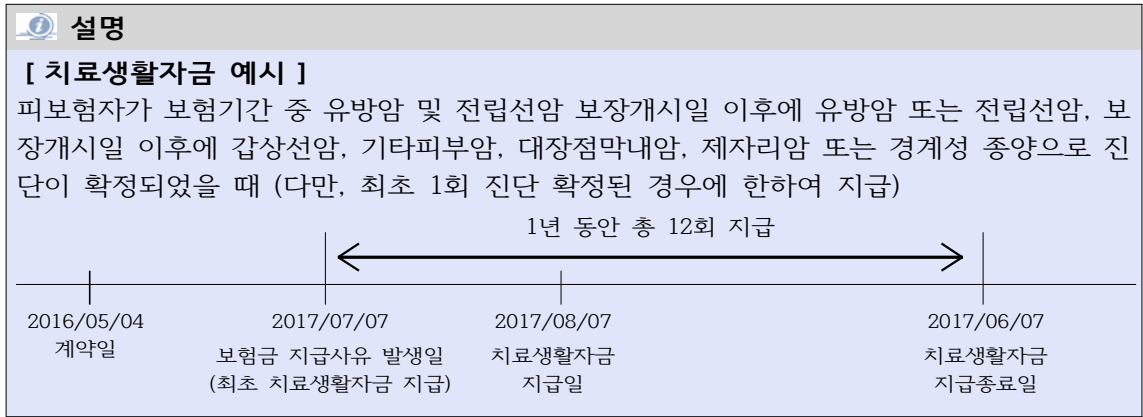 설명
[ 치료생활자금 예시 ]
피보험자가 보험기간 중 유방암 및 전립선암 보장개시일 이후에 유방암 또는 전립선암, 보
장개시일 이후에 갑상선암, 기타피부암, 대장점막내암, 제자리암 또는 경계성 종양으로 진
단이 확정되었을 때 (다만, 최초 1회 진단 확정된 경우에 한하여 지급)
1년 동안 총 12회 지급
2016/05/04 2017/07/07 2017/08/07 2017/06/07
계약일 보험금 지급사유 발생일 치료생활자금 치료생활자금
(최초 치료생활자금 지급) 지급일 지급종료일